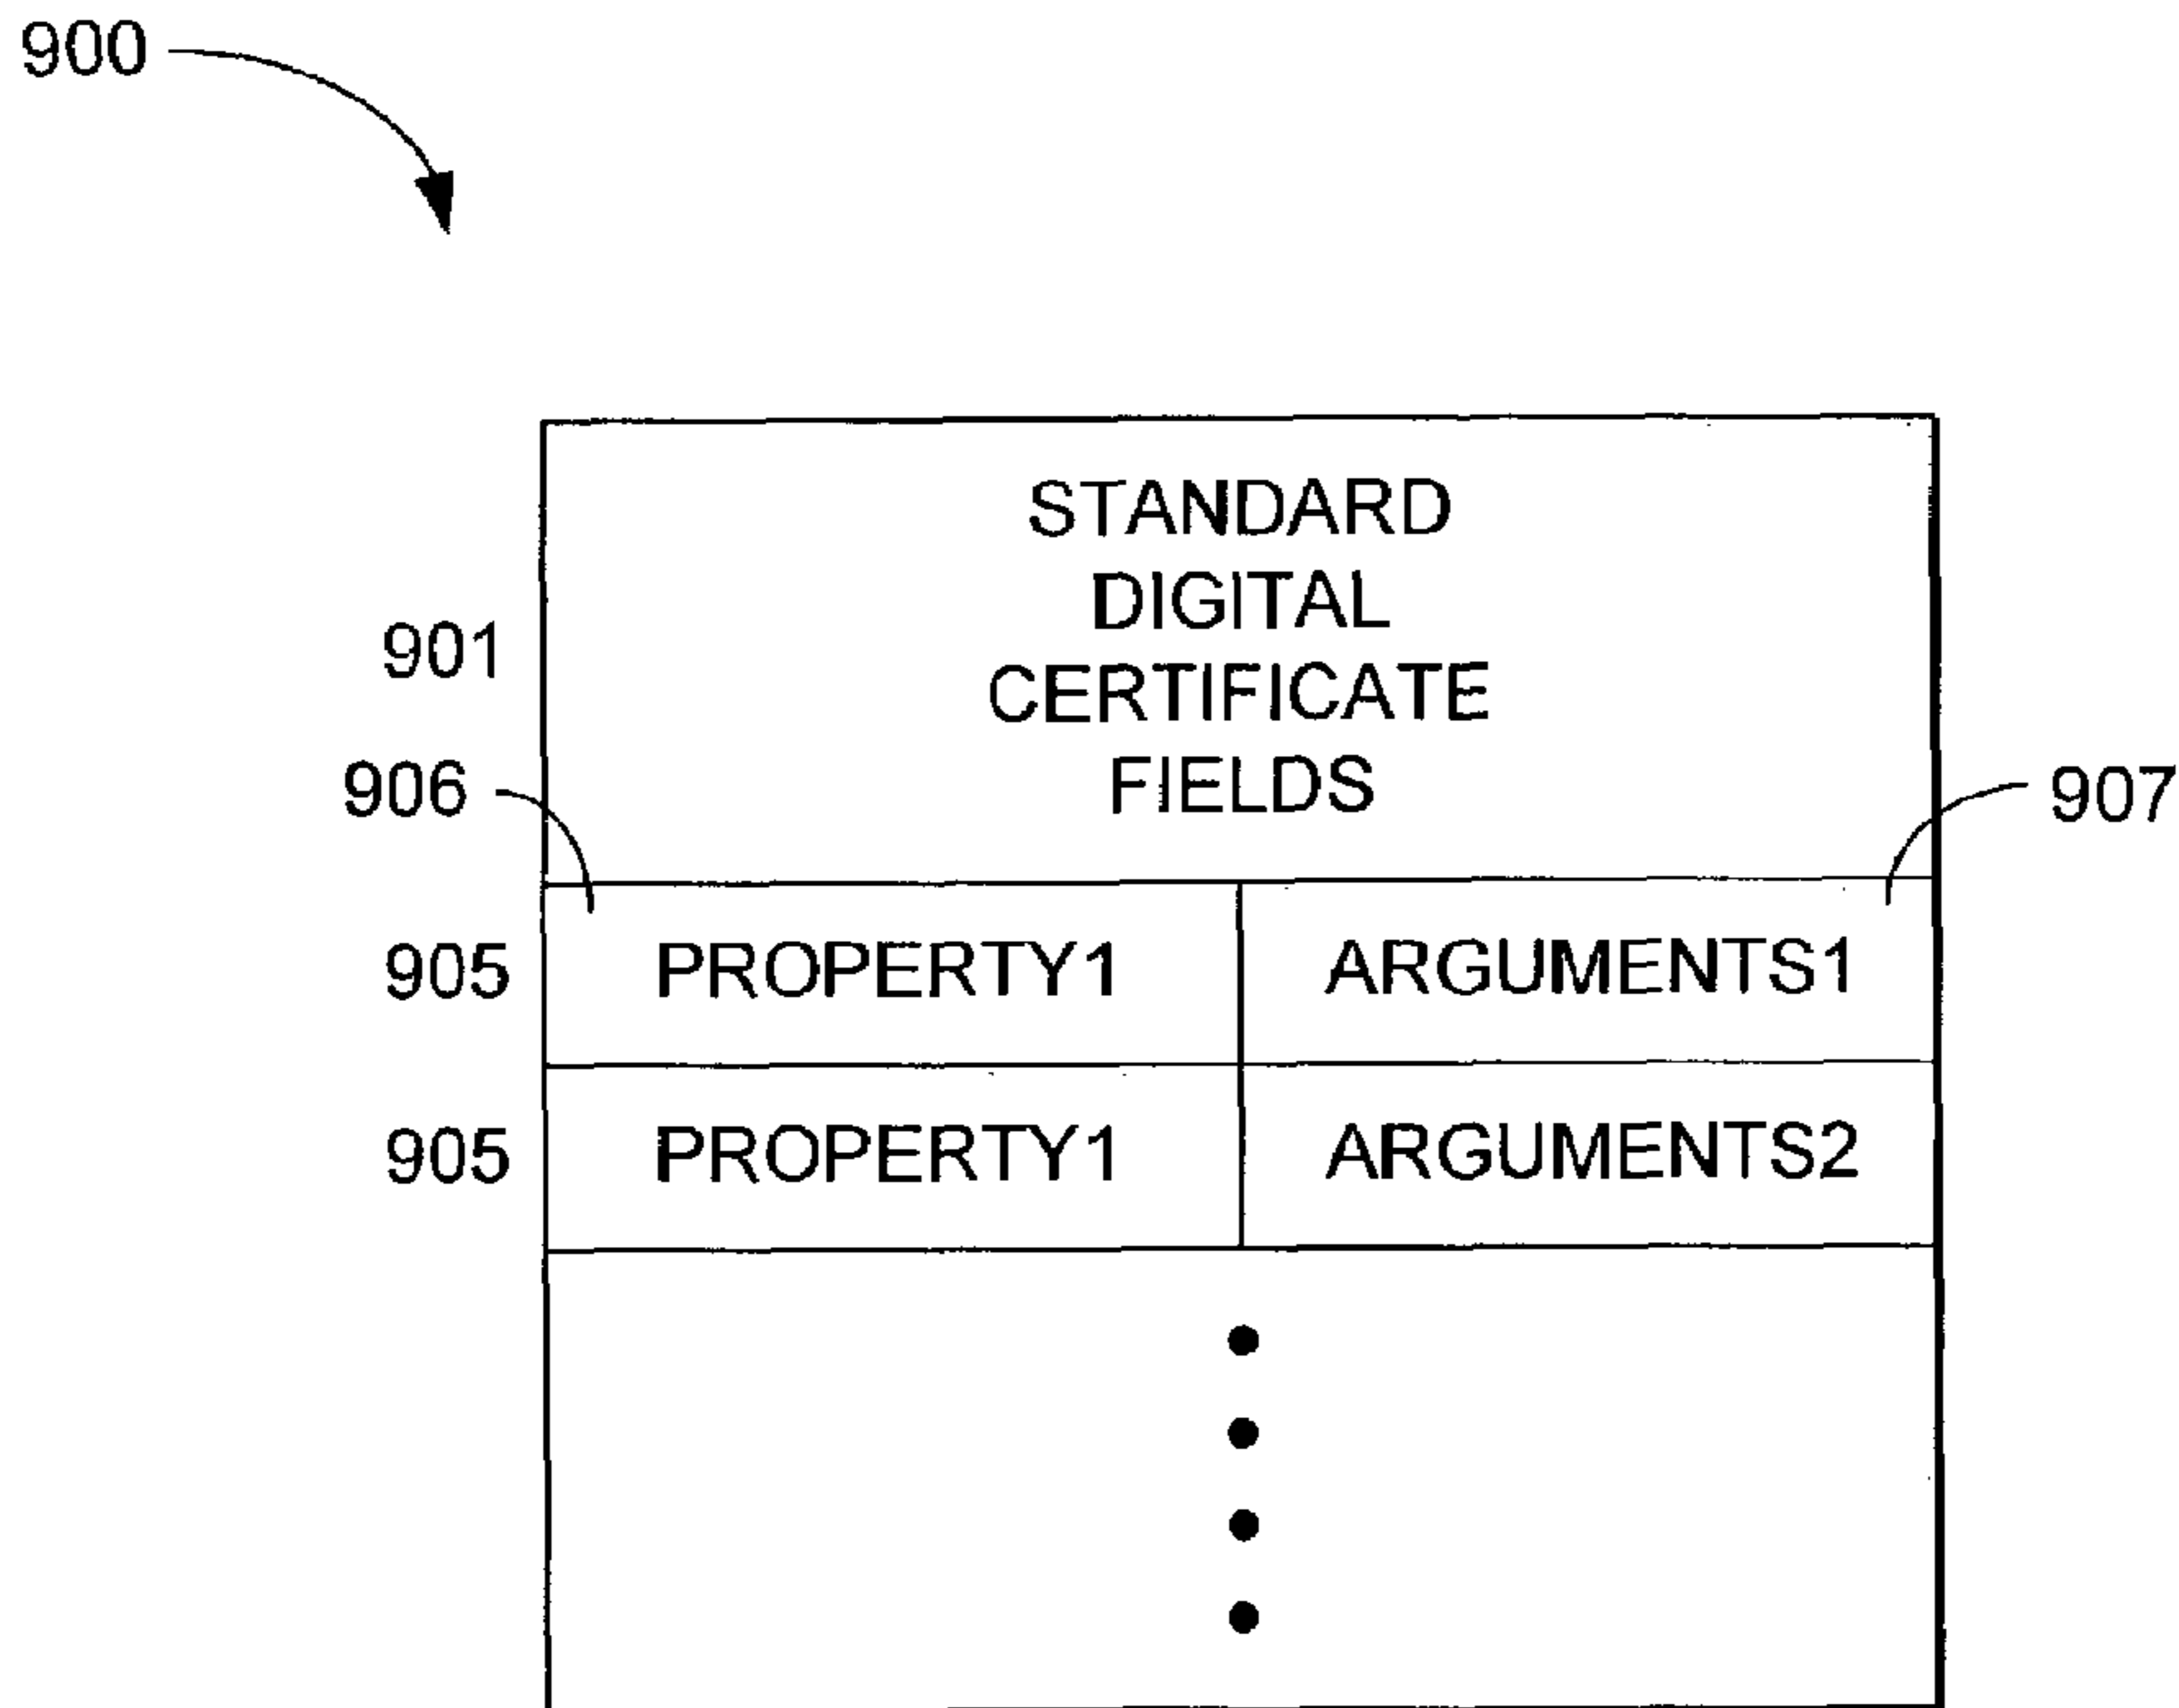 900
STANDARD
DIGITAL
901
CERTIFICATE
906 FIELDS 907
905 PROPERTY1 ARGUMENTS1
905 PROPERTY1 ARGUMENTS2